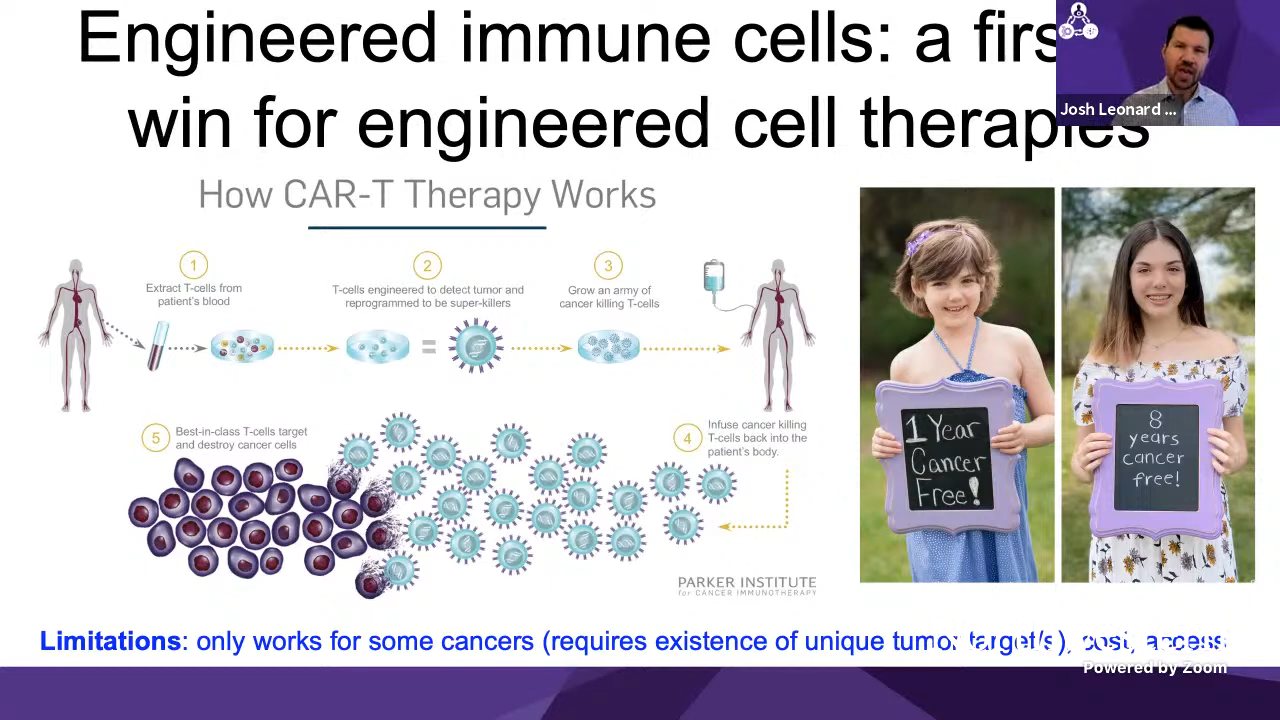 Engineered immune cells: a firs
win for engineered cell therapies
Josh Leonard ...
How CAR-T Therapy Works
1
Extract T-cells from
patient's blood
2
T-cells engineered to detect tumor and
reprogrammed to be super-killers
3
Grow an army of
cancer killing T-cells
=
4
Infuse cancer killing
T-cells back into the
patient's body.
5
Best-in-class T-cells target
and destroy cancer cells
PARKER INSTITUTE
for CANCER IMMUNOTHERAPY
1 Year
Cancer
Free!
8
years
cancer
free!
Limitations: only works for some cancers (requires existence of unique tumor target/s), cost, access
Powered by Zoom